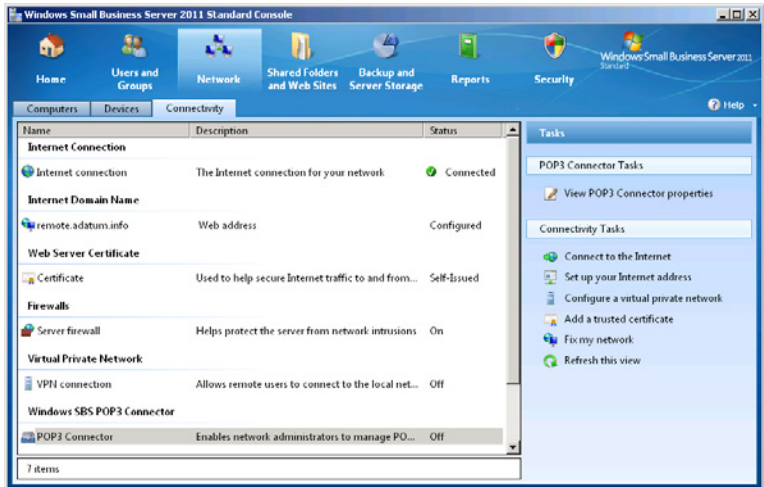 Windows Small Business Server 2011 Standard Console
Home
Users and
Groups
Network
Shared Folders
and Web Sites
Backup and
Server Storage
Reports
Security
Windows Small Business Server 2011
Standard
Computers
Devices
Connectivity
Help
Name Description Status
Internet Connection
Internet connection The Internet connection for your network Connected
Internet Domain Name
remote.adatum.info Web address Configured
Web Server Certificate
Certificate Used to help secure Internet traffic to and from... Self-Issued
Firewalls
Server firewall Helps protect the server from network intrusions On
Virtual Private Network
VPN connection Allows remote users to connect to the local net... Off
Windows SBS POP3 Connector
POP3 Connector Enables network administrators to manage PO... Off
7 items
Tasks
POP3 Connector Tasks
View POP3 Connector properties
Connectivity Tasks
Connect to the Internet
Set up your Internet address
Configure a virtual private network
Add a trusted certificate
Fix my network
Refresh this view